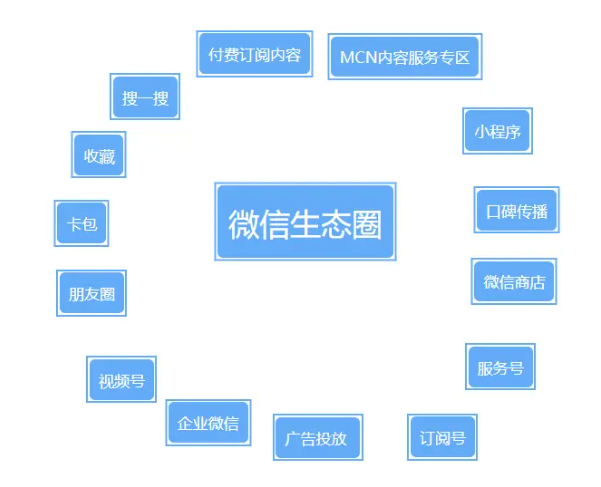 付费订阅内容
MCN内容服务专区
搜一搜
小程序
收藏
口碑传播
卡包
微信生态圈
微信商店
朋友圈
服务号
视频号
企业微信
广告投放
订阅号